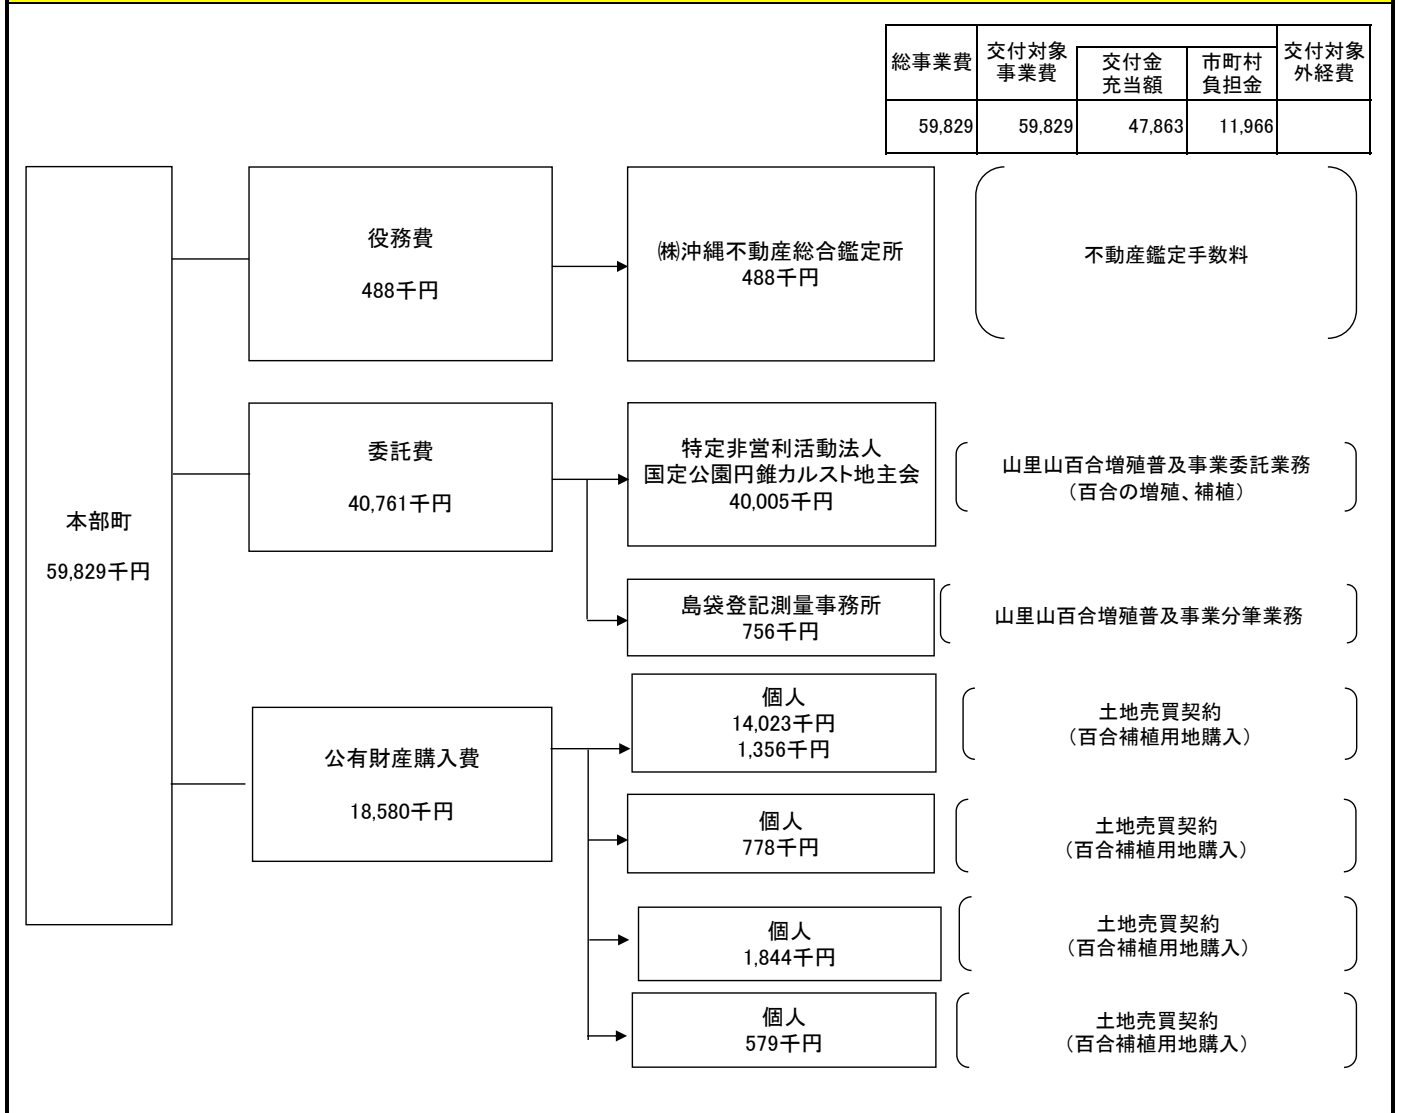 総事業費
交付対象
事業費
交付金
充当額
市町村
負担金
交付対象
外経費
59,829
59,829
47,863
11,966
本部町
59,829千円
役務費
488千円
㈱沖縄不動産総合鑑定所
488千円
不動産鑑定手数料
委託費
40,761千円
特定非営利活動法人
国定公園円錐カルスト地主会
40,005千円
山里山百合増殖普及事業委託業務
（百合の増殖、補植）
島袋登記測量事務所
756千円
山里山百合増殖普及事業分筆業務
公有財産購入費
18,580千円
個人
14,023千円
1,356千円
土地売買契約
（百合補植用地購入）
個人
778千円
土地売買契約
（百合補植用地購入）
個人
1,844千円
土地売買契約
（百合補植用地購入）
個人
579千円
土地売買契約
（百合補植用地購入）